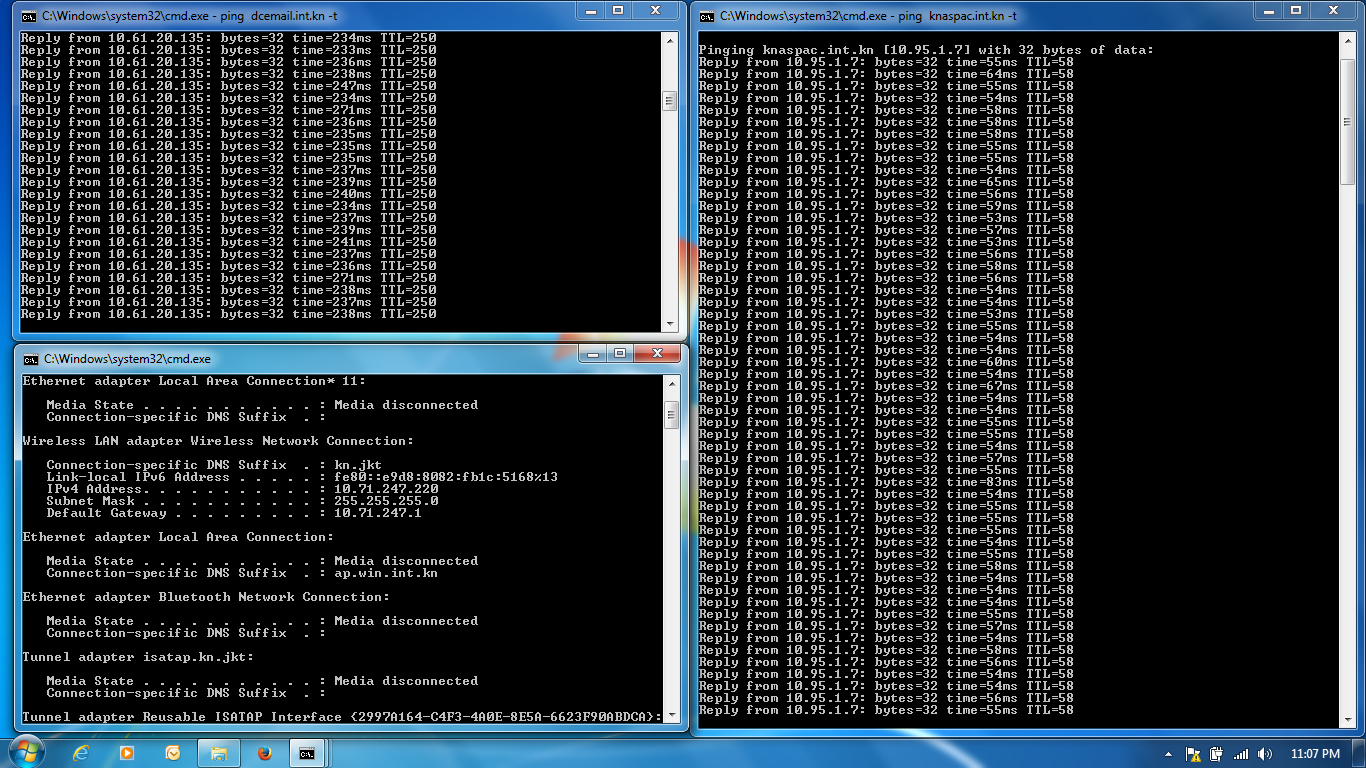 C:\Windows\system32\cmd.exe - ping  dcemail.int.kn -t
Reply from 10.61.20.135: bytes=32 time=234ms TTL=250
Reply from 10.61.20.135: bytes=32 time=236ms TTL=250
Reply from 10.61.20.135: bytes=32 time=238ms TTL=250
Reply from 10.61.20.135: bytes=32 time=247ms TTL=250
Reply from 10.61.20.135: bytes=32 time=234ms TTL=250
Reply from 10.61.20.135: bytes=32 time=271ms TTL=250
Reply from 10.61.20.135: bytes=32 time=236ms TTL=250
Reply from 10.61.20.135: bytes=32 time=236ms TTL=250
Reply from 10.61.20.135: bytes=32 time=235ms TTL=250
Reply from 10.61.20.135: bytes=32 time=235ms TTL=250
Reply from 10.61.20.135: bytes=32 time=235ms TTL=250
Reply from 10.61.20.135: bytes=32 time=237ms TTL=250
Reply from 10.61.20.135: bytes=32 time=239ms TTL=250
Reply from 10.61.20.135: bytes=32 time=240ms TTL=250
Reply from 10.61.20.135: bytes=32 time=234ms TTL=250
Reply from 10.61.20.135: bytes=32 time=237ms TTL=250
Reply from 10.61.20.135: bytes=32 time=239ms TTL=250
Reply from 10.61.20.135: bytes=32 time=241ms TTL=250
Reply from 10.61.20.135: bytes=32 time=237ms TTL=250
Reply from 10.61.20.135: bytes=32 time=236ms TTL=250
Reply from 10.61.20.135: bytes=32 time=271ms TTL=250
Reply from 10.61.20.135: bytes=32 time=238ms TTL=250
Reply from 10.61.20.135: bytes=32 time=237ms TTL=250
Reply from 10.61.20.135: bytes=32 time=238ms TTL=250
C:\Windows\system32\cmd.exe
Ethernet adapter Local Area Connection* 11:
Media State . . . . . . . . . . . : Media disconnected
Connection-specific DNS Suffix  . :
Wireless LAN adapter Wireless Network Connection:
Connection-specific DNS Suffix  . : kn.jkt
Link-local IPv6 Address . . . . . : fe80::e9d8:8082:fb1c:5168%13
IPv4 Address. . . . . . . . . . . : 10.71.247.220
Subnet Mask . . . . . . . . . . . : 255.255.255.0
Default Gateway . . . . . . . . . : 10.71.247.1
Ethernet adapter Local Area Connection:
Media State . . . . . . . . . . . : Media disconnected
Connection-specific DNS Suffix  . : ap.win.int.kn
Ethernet adapter Bluetooth Network Connection:
Media State . . . . . . . . . . . : Media disconnected
Connection-specific DNS Suffix  . :
Tunnel adapter isatap.kn.jkt:
Media State . . . . . . . . . . . : Media disconnected
Connection-specific DNS Suffix  . :
Tunnel adapter Reusable ISATAP Interface {2997A164-C4F3-4A0E-8E5A-6623F90ABDCA}:
C:\Windows\system32\cmd.exe - ping  knaspac.int.kn -t
Pinging knaspac.int.kn [10.95.1.7] with 32 bytes of data:
Reply from 10.95.1.7: bytes=32 time=55ms TTL=58
Reply from 10.95.1.7: bytes=32 time=64ms TTL=58
Reply from 10.95.1.7: bytes=32 time=55ms TTL=58
Reply from 10.95.1.7: bytes=32 time=54ms TTL=58
Reply from 10.95.1.7: bytes=32 time=58ms TTL=58
Reply from 10.95.1.7: bytes=32 time=58ms TTL=58
Reply from 10.95.1.7: bytes=32 time=58ms TTL=58
Reply from 10.95.1.7: bytes=32 time=55ms TTL=58
Reply from 10.95.1.7: bytes=32 time=55ms TTL=58
Reply from 10.95.1.7: bytes=32 time=54ms TTL=58
Reply from 10.95.1.7: bytes=32 time=65ms TTL=58
Reply from 10.95.1.7: bytes=32 time=56ms TTL=58
Reply from 10.95.1.7: bytes=32 time=59ms TTL=58
Reply from 10.95.1.7: bytes=32 time=53ms TTL=58
Reply from 10.95.1.7: bytes=32 time=57ms TTL=58
Reply from 10.95.1.7: bytes=32 time=53ms TTL=58
Reply from 10.95.1.7: bytes=32 time=56ms TTL=58
Reply from 10.95.1.7: bytes=32 time=58ms TTL=58
Reply from 10.95.1.7: bytes=32 time=56ms TTL=58
Reply from 10.95.1.7: bytes=32 time=54ms TTL=58
Reply from 10.95.1.7: bytes=32 time=54ms TTL=58
Reply from 10.95.1.7: bytes=32 time=53ms TTL=58
Reply from 10.95.1.7: bytes=32 time=55ms TTL=58
Reply from 10.95.1.7: bytes=32 time=54ms TTL=58
Reply from 10.95.1.7: bytes=32 time=54ms TTL=58
Reply from 10.95.1.7: bytes=32 time=60ms TTL=58
Reply from 10.95.1.7: bytes=32 time=54ms TTL=58
Reply from 10.95.1.7: bytes=32 time=67ms TTL=58
Reply from 10.95.1.7: bytes=32 time=54ms TTL=58
Reply from 10.95.1.7: bytes=32 time=54ms TTL=58
Reply from 10.95.1.7: bytes=32 time=55ms TTL=58
Reply from 10.95.1.7: bytes=32 time=55ms TTL=58
Reply from 10.95.1.7: bytes=32 time=54ms TTL=58
Reply from 10.95.1.7: bytes=32 time=57ms TTL=58
Reply from 10.95.1.7: bytes=32 time=55ms TTL=58
Reply from 10.95.1.7: bytes=32 time=83ms TTL=58
Reply from 10.95.1.7: bytes=32 time=54ms TTL=58
Reply from 10.95.1.7: bytes=32 time=55ms TTL=58
Reply from 10.95.1.7: bytes=32 time=55ms TTL=58
Reply from 10.95.1.7: bytes=32 time=55ms TTL=58
Reply from 10.95.1.7: bytes=32 time=54ms TTL=58
Reply from 10.95.1.7: bytes=32 time=55ms TTL=58
Reply from 10.95.1.7: bytes=32 time=58ms TTL=58
Reply from 10.95.1.7: bytes=32 time=54ms TTL=58
Reply from 10.95.1.7: bytes=32 time=54ms TTL=58
Reply from 10.95.1.7: bytes=32 time=54ms TTL=58
Reply from 10.95.1.7: bytes=32 time=55ms TTL=58
Reply from 10.95.1.7: bytes=32 time=57ms TTL=58
Reply from 10.95.1.7: bytes=32 time=54ms TTL=58
Reply from 10.95.1.7: bytes=32 time=58ms TTL=58
Reply from 10.95.1.7: bytes=32 time=56ms TTL=58
Reply from 10.95.1.7: bytes=32 time=54ms TTL=58
Reply from 10.95.1.7: bytes=32 time=54ms TTL=58
Reply from 10.95.1.7: bytes=32 time=56ms TTL=58
Reply from 10.95.1.7: bytes=32 time=55ms TTL=58
11:07 PM